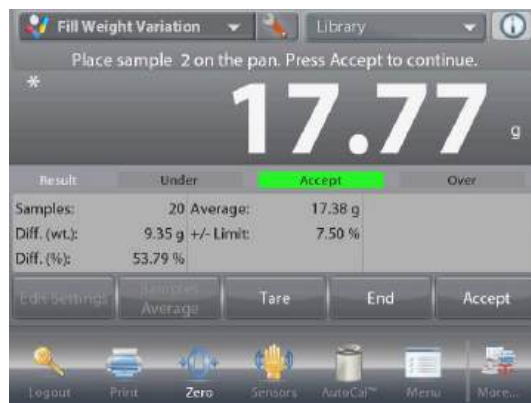 Fill Weight Variation
Library
Place sample 2 on the pan. Press Accept to continue.
*
17.77 g
Result Under Accept Over
Samples: 20 Average: 17.38 g
Diff. (wt.): 9.35 g +/- Limit: 7.50 %
Diff. (%): 53.79 %
Edit Settings Samples Average Tare End Accept
Logout Print Zero Sensors AutoCal™ Menu More...